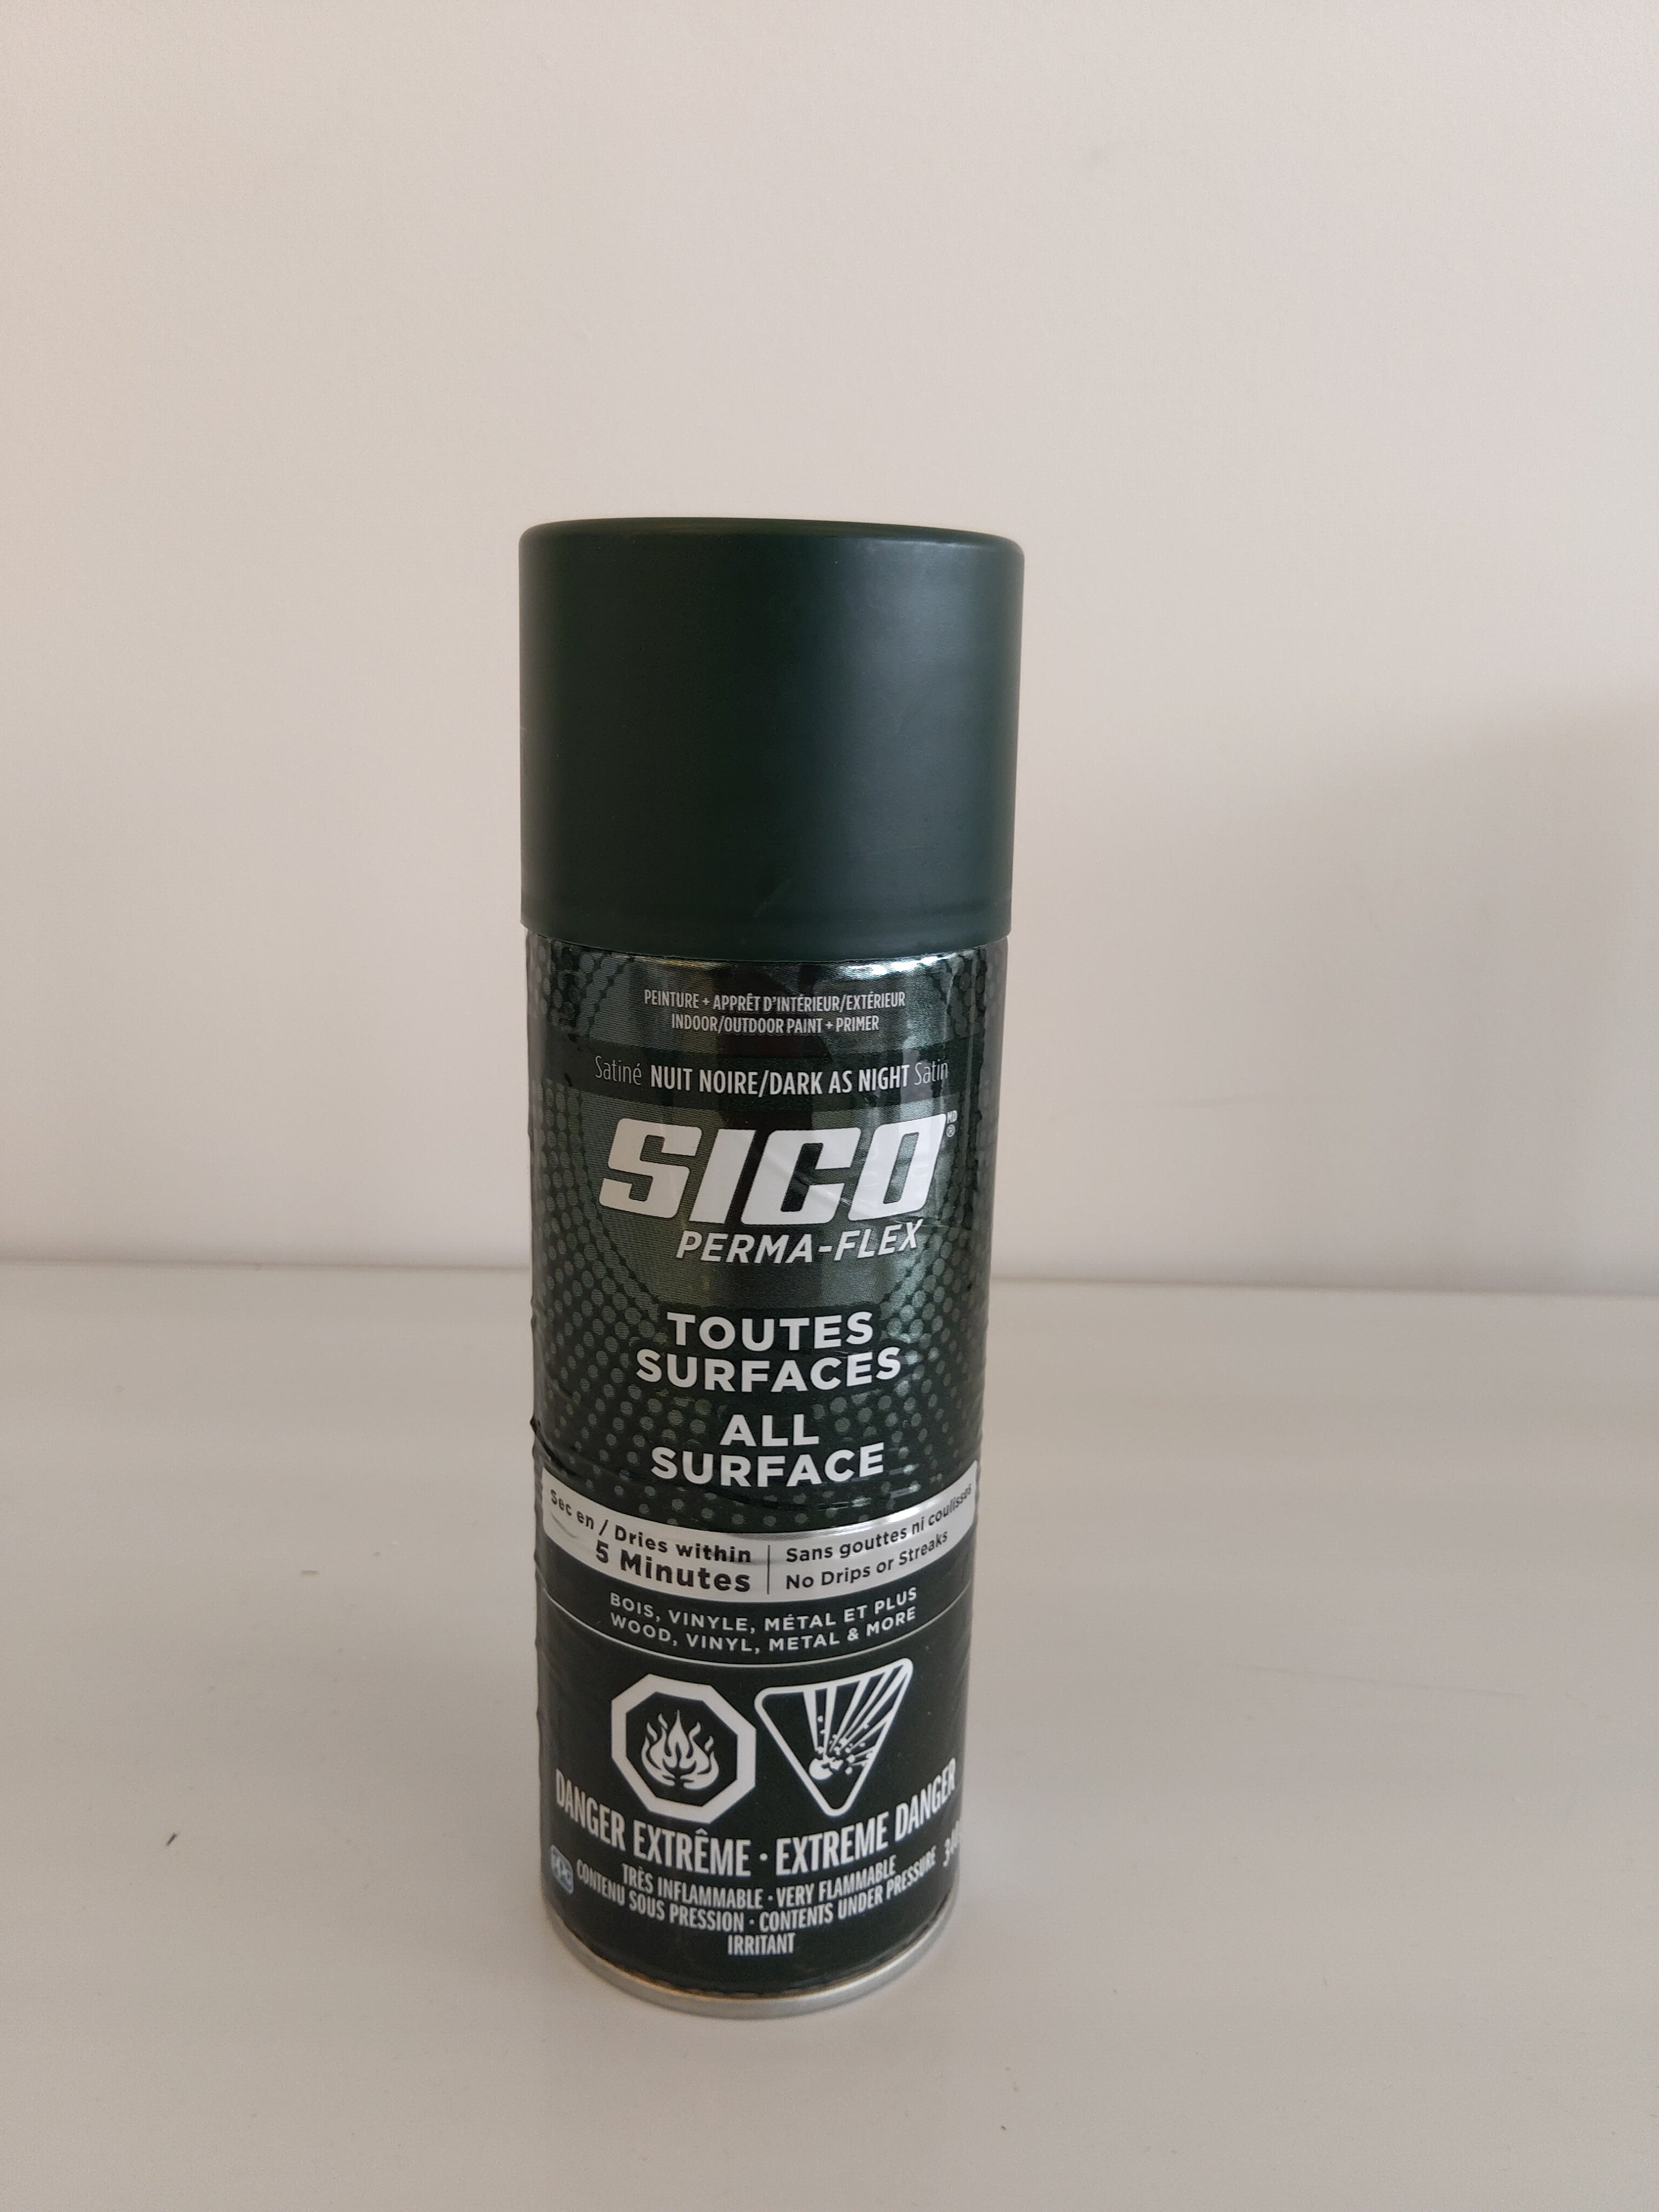 PEINTURE + APPRÊT D'INTÉRIEUR/EXTÉRIEUR
INDOOR/OUTDOOR PAINT + PRIMER
Satiné NUIT NOIRE/DARK AS NIGHT Satin
SICO MD ®
PERMA-FLEX
TOUTES
SURFACES
ALL
SURFACE
Sec en / Dries within
5 Minutes
Sans gouttes ni coulisses
No Drips or Streaks
BOIS, VINYLE, MÉTAL ET PLUS
WOOD, VINYL, METAL & MORE
DANGER EXTRÊME · EXTREME DANGER
TRÈS INFLAMMABLE · VERY FLAMMABLE
CONTENU SOUS PRESSION · CONTENTS UNDER PRESSURE
IRRITANT
PPG